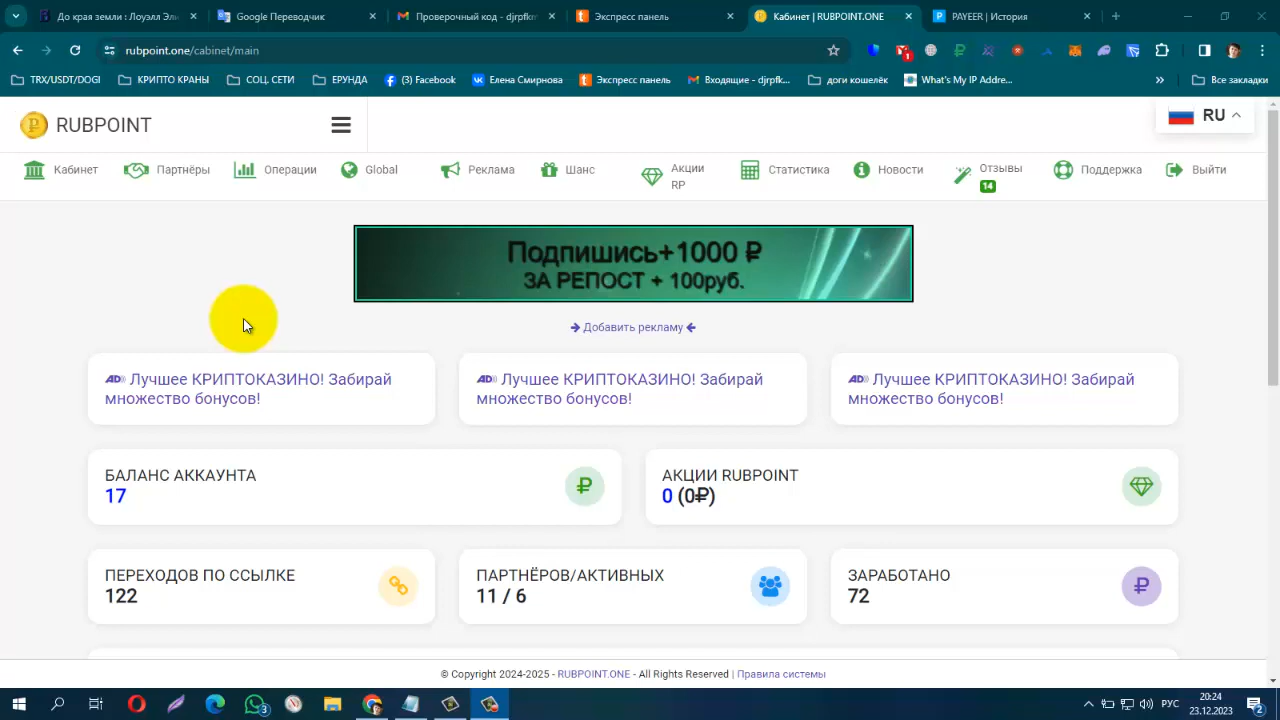 До края земли : Лоуэлл Эли
Google Переводчик
Проверочный код - djrpfkm
Экспресс панель
Кабинет | RUBPOINT.ONE
PAYEER | История
rubpoint.one/cabinet/main
TRX/USDT/DOGI
КРИПТО КРАНЫ
СОЦ. СЕТИ
ЕРУНДА
(3) Facebook
Елена Смирнова
Экспресс панель
Входящие - djrpfk...
доги кошелёк
What's My IP Addre...
Все закладки
RUBPOINT
RU
Кабинет
Партнёры
Операции
Global
Реклама
Шанс
Акции
RP
Статистика
Новости
Отзывы
14
Поддержка
Выйти
Подпишись+1000 ₽
ЗА РЕПОСТ + 100руб.
Добавить рекламу
AD Лучшее КРИПТОКАЗИНО! Забирай
множество бонусов!
AD Лучшее КРИПТОКАЗИНО! Забирай
множество бонусов!
AD Лучшее КРИПТОКАЗИНО! Забирай
множество бонусов!
БАЛАНС АККАУНТА
17
АКЦИИ RUBPOINT
0 (0₽)
ПЕРЕХОДОВ ПО ССЫЛКЕ
122
ПАРТНЁРОВ/АКТИВНЫХ
11 / 6
ЗАРАБОТАНО
72
© Copyright 2024-2025 - RUBPOINT.ONE - All Rights Reserved | Правила системы
РУС
20:24
23.12.2023